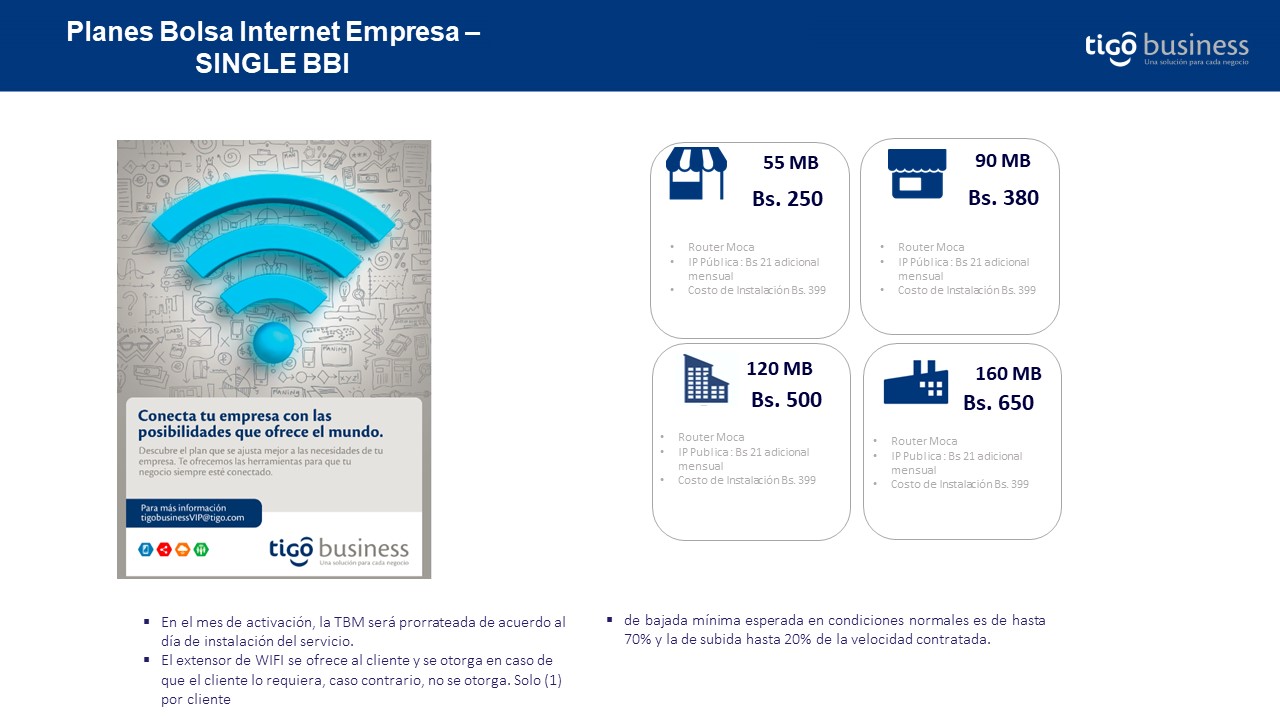 Planes Bolsa Internet Empresa –
SINGLE BBI
tigo business
Una solución para cada negocio
BUSINESS
PLANING
PLANING
Conecta tu empresa con las
posibilidades que ofrece el mundo.
Descubre el plan que se ajusta mejor a las necesidades de tu
empresa. Te ofrecemos las herramientas para que tu
negocio siempre esté conectado.
Para más información
tigobusinessVIP@tigo.com
tigo business
Una solución para cada negocio
55 MB
Bs. 250
• Router Moca
• IP Pública: Bs 21 adicional
mensual
• Costo de Instalación Bs. 399
90 MB
Bs. 380
• Router Moca
• IP Pública: Bs 21 adicional
mensual
• Costo de Instalación Bs. 399
120 MB
Bs. 500
• Router Moca
• IP Publica: Bs 21 adicional
mensual
• Costo de Instalación Bs. 399
160 MB
Bs. 650
• Router Moca
• IP Publica: Bs 21 adicional
mensual
• Costo de Instalación Bs. 399
▪ En el mes de activación, la TBM será prorrateada de acuerdo al
día de instalación del servicio.
▪ El extensor de WIFI se ofrece al cliente y se otorga en caso de
que el cliente lo requiera, caso contrario, no se otorga. Solo (1)
por cliente
▪ de bajada mínima esperada en condiciones normales es de hasta
70% y la de subida hasta 20% de la velocidad contratada.